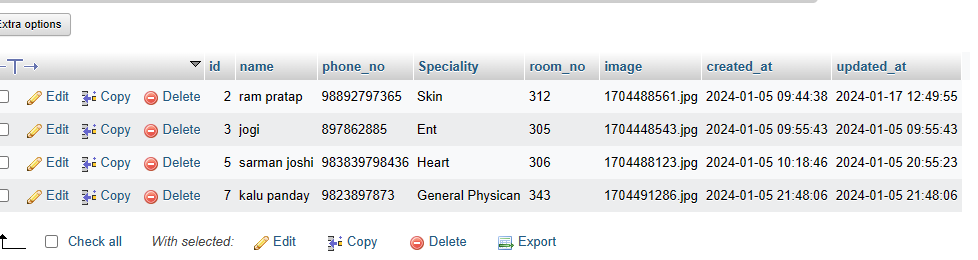 Extra options
id name phone_no Speciality room_no image created_at updated_at
Edit Copy Delete 2 ram pratap 98892797365 Skin 312 1704488561.jpg 2024-01-05 09:44:38 2024-01-17 12:49:55
Edit Copy Delete 3 jogi 897862885 Ent 305 1704448543.jpg 2024-01-05 09:55:43 2024-01-05 09:55:43
Edit Copy Delete 5 sarman joshi 983839798436 Heart 306 1704488123.jpg 2024-01-05 10:18:46 2024-01-05 20:55:23
Edit Copy Delete 7 kalu panday 9823897873 General Physican 343 1704491286.jpg 2024-01-05 21:48:06 2024-01-05 21:48:06
Check all With selected: Edit Copy Delete Export